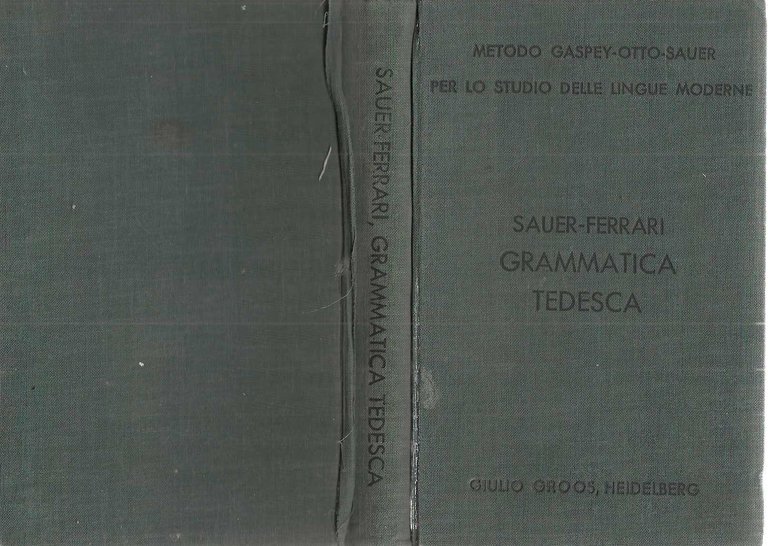 METODO GASPEY-OTTO-SAUER
PER LO STUDIO DELLE LINGUE MODERNE
SAUER-FERRARI
GRAMMATICA
TEDESCA
GIULIO GROOS, HEIDELBERG
SAUER-FERRARI, GRAMMATICA TEDESCA